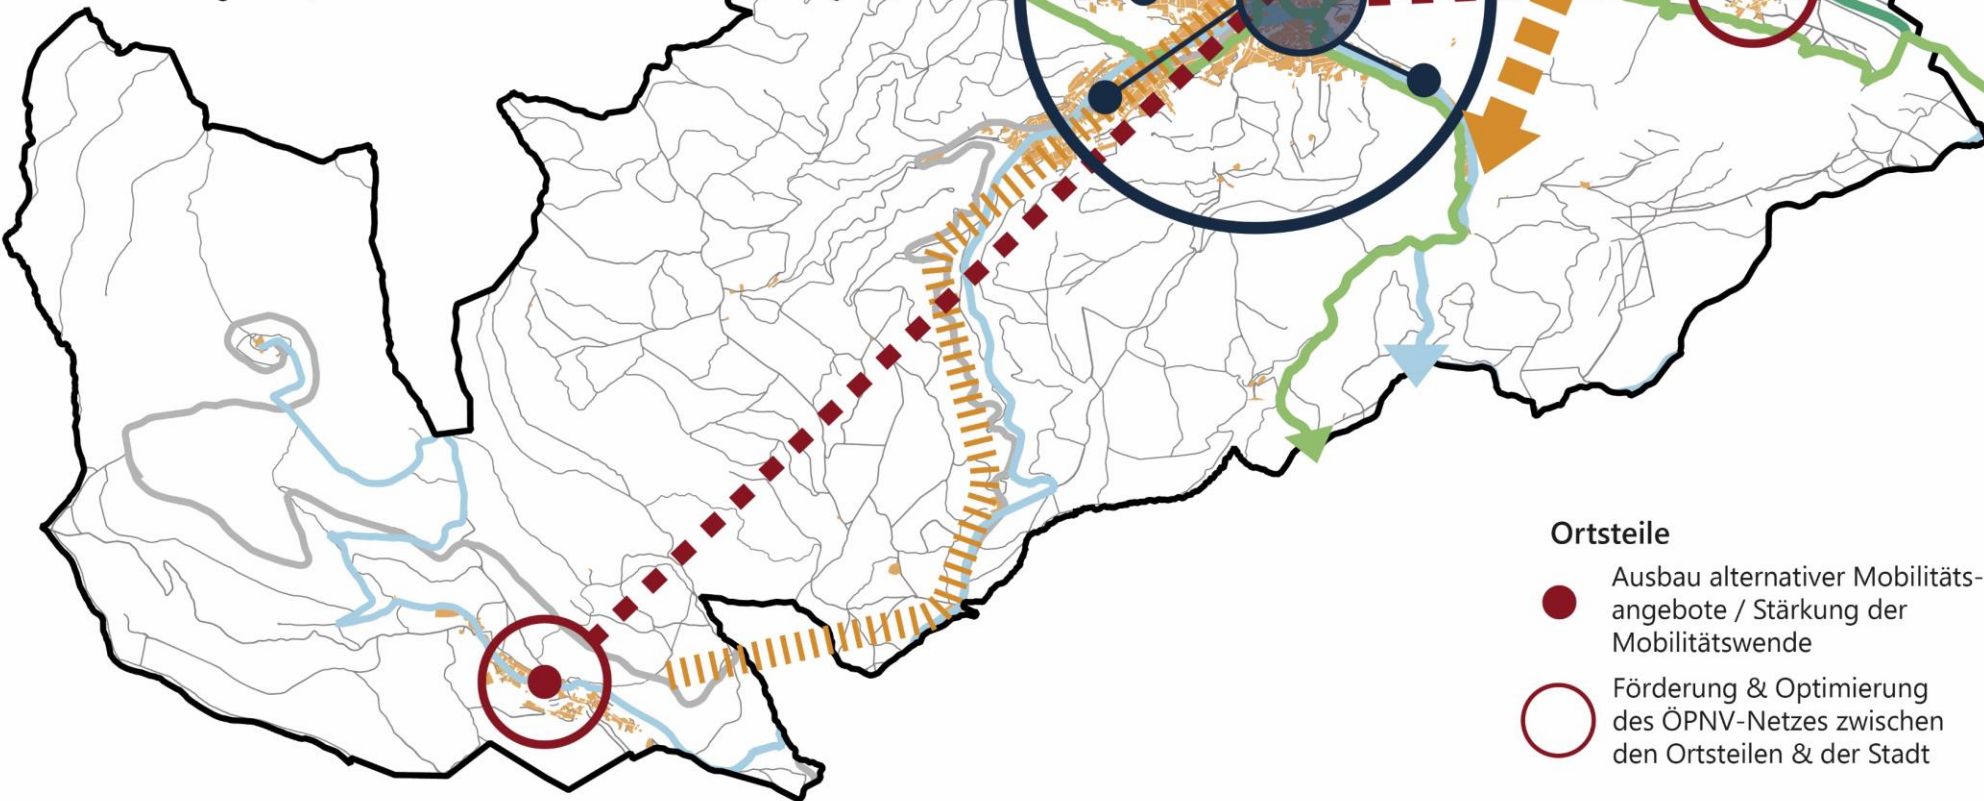 Ortsteile
Ausbau alternativer Mobilitäts-
angebote / Stärkung der
Mobilitätswende
Förderung & Optimierung
des ÖPNV-Netzes zwischen
den Ortsteilen & der Stadt